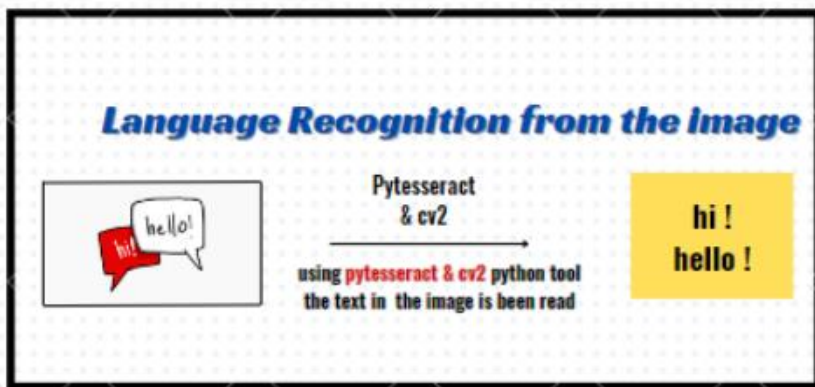 Language Recognition from the image
hi!
hello!
Pytesseract
& cv2
using pytesseract & cv2 python tool
the text in the image is been read
hi !
hello !